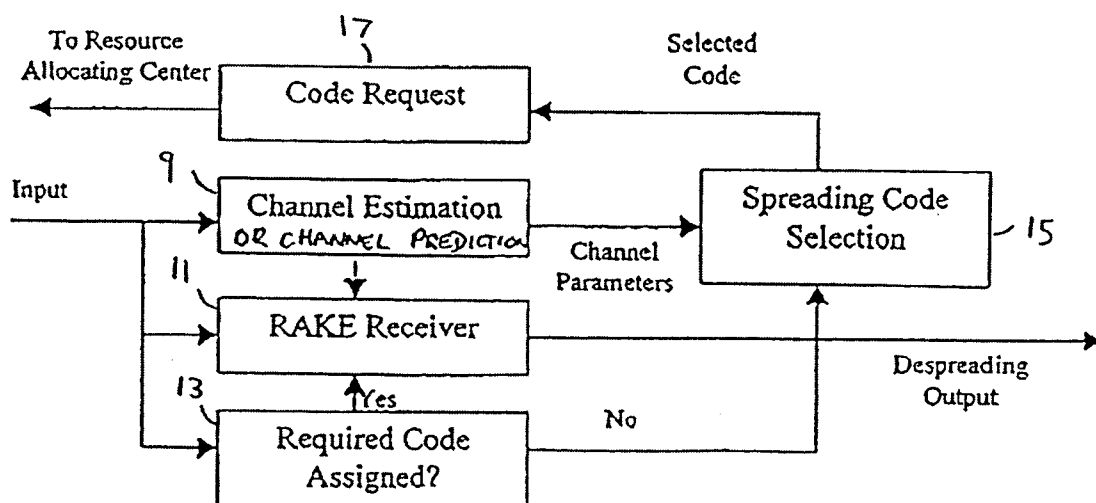 To Resource
Allocating Center
17
Code Request
Selected
Code
Input
9
Channel Estimation
OR CHANNEL PREDICTION
Channel
Parameters
Spreading Code
Selection
15
11
RAKE Receiver
Despreading
Output
13
Yes
No
Required Code
Assigned?